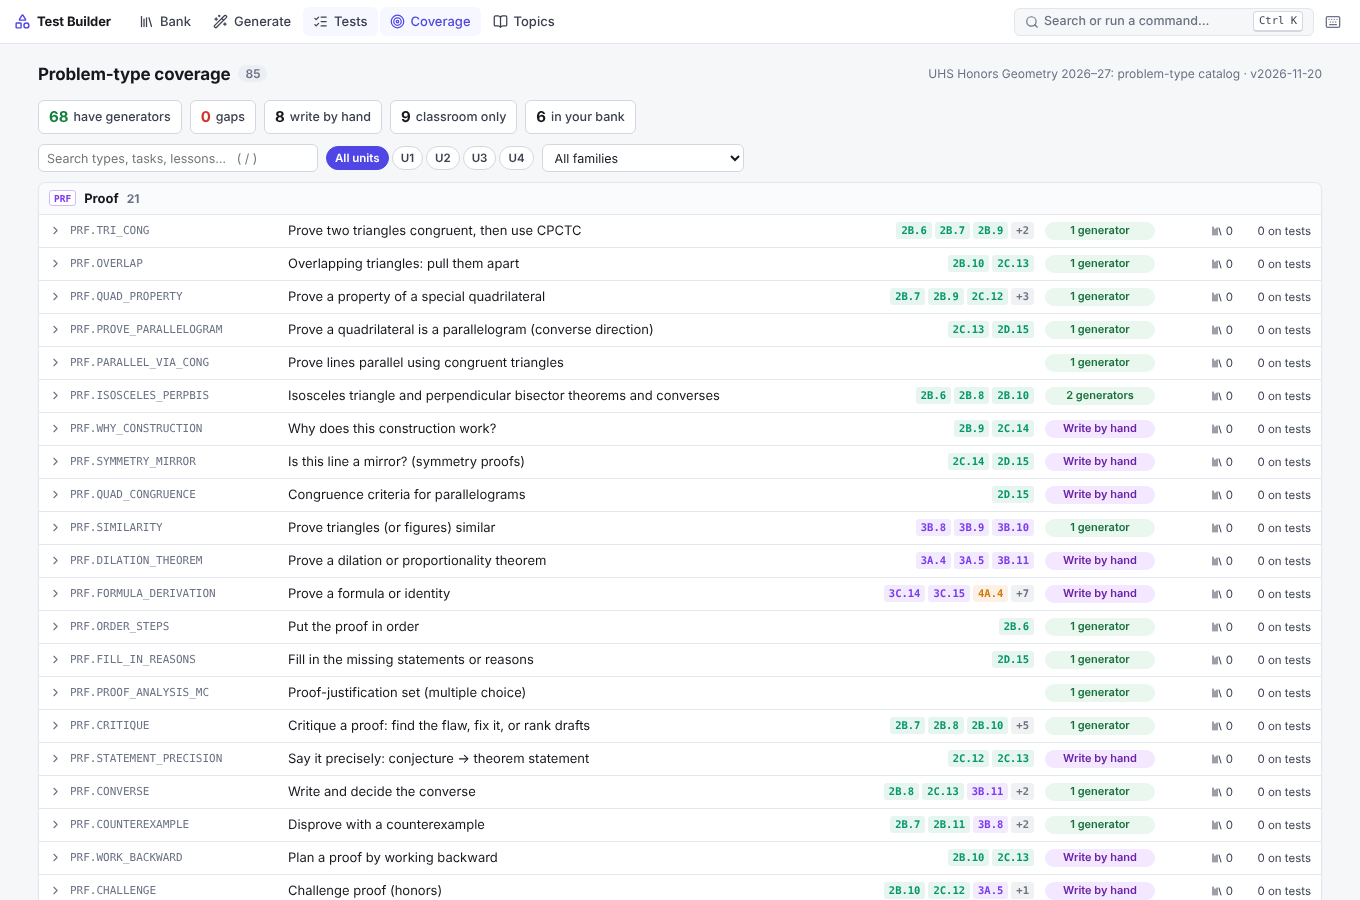 Test Builder Bank Generate Tests Coverage Topics Search or run a command... Ctrl K
Problem-type coverage 85 UHS Honors Geometry 2026–27: problem-type catalog · v2026-11-20
68 have generators 0 gaps 8 write by hand 9 classroom only 6 in your bank
Search types, tasks, lessons... ( / ) All units U1 U2 U3 U4 All families
PRF Proof 21
PRF.TRI_CONG Prove two triangles congruent, then use CPCTC 2B.6 2B.7 2B.9 +2 1 generator 0 0 on tests
PRF.OVERLAP Overlapping triangles: pull them apart 2B.10 2C.13 1 generator 0 0 on tests
PRF.QUAD_PROPERTY Prove a property of a special quadrilateral 2B.7 2B.9 2C.12 +3 1 generator 0 0 on tests
PRF.PROVE_PARALLELOGRAM Prove a quadrilateral is a parallelogram (converse direction) 2C.13 2D.15 1 generator 0 0 on tests
PRF.PARALLEL_VIA_CONG Prove lines parallel using congruent triangles 1 generator 0 0 on tests
PRF.ISOSCELES_PERPBIS Isosceles triangle and perpendicular bisector theorems and converses 2B.6 2B.8 2B.10 2 generators 0 0 on tests
PRF.WHY_CONSTRUCTION Why does this construction work? 2B.9 2C.14 Write by hand 0 0 on tests
PRF.SYMMETRY_MIRROR Is this line a mirror? (symmetry proofs) 2C.14 2D.15 Write by hand 0 0 on tests
PRF.QUAD_CONGRUENCE Congruence criteria for parallelograms 2D.15 Write by hand 0 0 on tests
PRF.SIMILARITY Prove triangles (or figures) similar 3B.8 3B.9 3B.10 1 generator 0 0 on tests
PRF.DILATION_THEOREM Prove a dilation or proportionality theorem 3A.4 3A.5 3B.11 Write by hand 0 0 on tests
PRF.FORMULA_DERIVATION Prove a formula or identity 3C.14 3C.15 4A.4 +7 Write by hand 0 0 on tests
PRF.ORDER_STEPS Put the proof in order 2B.6 1 generator 0 0 on tests
PRF.FILL_IN_REASONS Fill in the missing statements or reasons 2D.15 1 generator 0 0 on tests
PRF.PROOF_ANALYSIS_MC Proof-justification set (multiple choice) 1 generator 0 0 on tests
PRF.CRITIQUE Critique a proof: find the flaw, fix it, or rank drafts 2B.7 2B.8 2B.10 +5 1 generator 0 0 on tests
PRF.STATEMENT_PRECISION Say it precisely: conjecture → theorem statement 2C.12 2C.13 Write by hand 0 0 on tests
PRF.CONVERSE Write and decide the converse 2B.8 2C.13 3B.11 +2 1 generator 0 0 on tests
PRF.COUNTEREXAMPLE Disprove with a counterexample 2B.7 2B.11 3B.8 +2 1 generator 0 0 on tests
PRF.WORK_BACKWARD Plan a proof by working backward 2B.10 2C.13 Write by hand 0 0 on tests
PRF.CHALLENGE Challenge proof (honors) 2B.10 2C.12 3A.5 +1 Write by hand 0 0 on tests